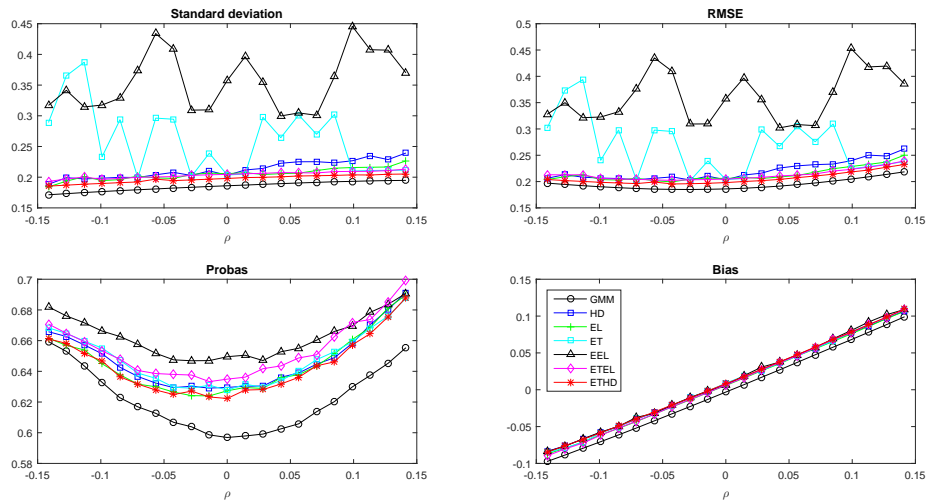 Standard deviation
0.45
0.4
0.35
0.3
0.25
0.2
0.15
-0.15 -0.1 -0.05 0 0.05 0.1 0.15
ρ
RMSE
0.5
0.45
0.4
0.35
0.3
0.25
0.2
0.15
-0.15 -0.1 -0.05 0 0.05 0.1 0.15
ρ
Probas
0.7
0.68
0.66
0.64
0.62
0.6
0.58
-0.15 -0.1 -0.05 0 0.05 0.1 0.15
ρ
Bias
0.15
0.1
0.05
0
-0.05
-0.1
-0.15 -0.1 -0.05 0 0.05 0.1 0.15
ρ
GMM
HD
EL
ET
EEL
ETEL
ETHD